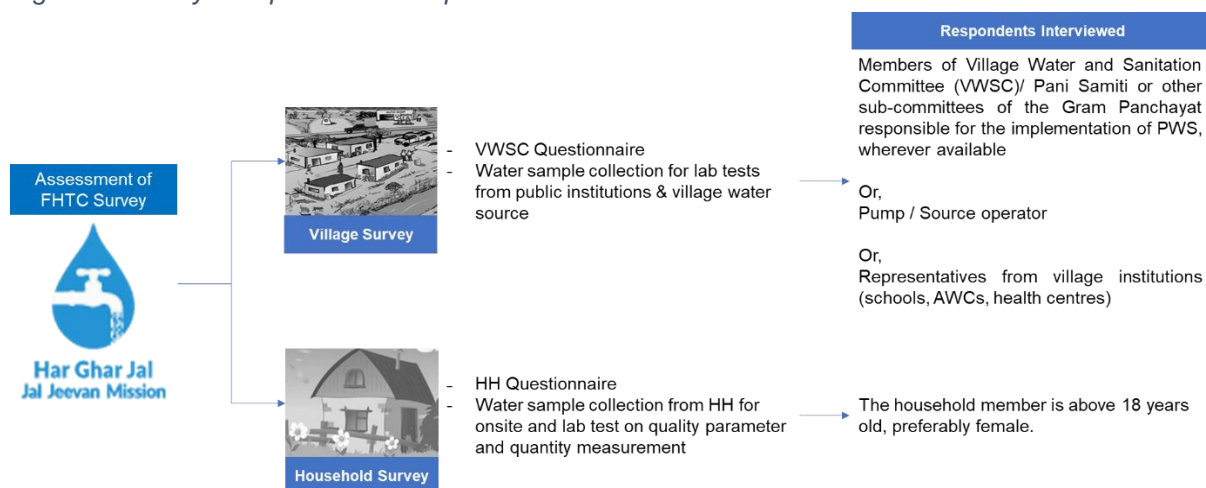 Respondents Interviewed
Members of Village Water and Sanitation
Committee (VWSC)/ Pani Samiti or other
sub-committees of the Gram Panchayat
responsible for the implementation of PWS,
wherever available
Or,
Pump / Source operator
Or,
Representatives from village institutions
(schools, AWCs, health centres)
Assessment of
FHTC Survey
Har Ghar Jal
Jal Jeevan Mission
- VWSC Questionnaire
- Water sample collection for lab tests
from public institutions & village water
source
Village Survey
- HH Questionnaire
- Water sample collection from HH for
onsite and lab test on quality parameter
and quantity measurement
Household Survey
The household member is above 18 years
old, preferably female.